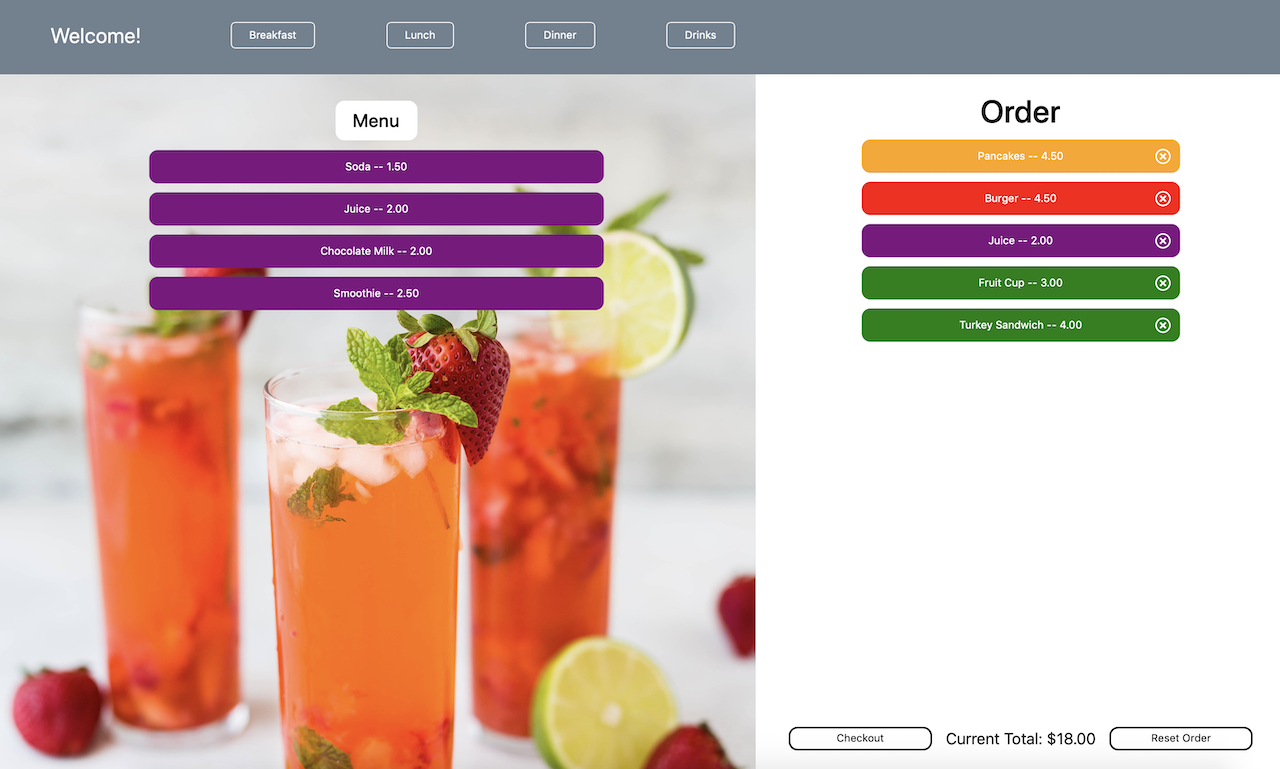 Welcome!
Breakfast
Lunch
Dinner
Drinks
Menu
Soda -- 1.50
Juice -- 2.00
Chocolate Milk -- 2.00
Smoothie -- 2.50
Order
Pancakes -- 4.50
Burger -- 4.50
Juice -- 2.00
Fruit Cup -- 3.00
Turkey Sandwich -- 4.00
Checkout
Current Total: $18.00
Reset Order